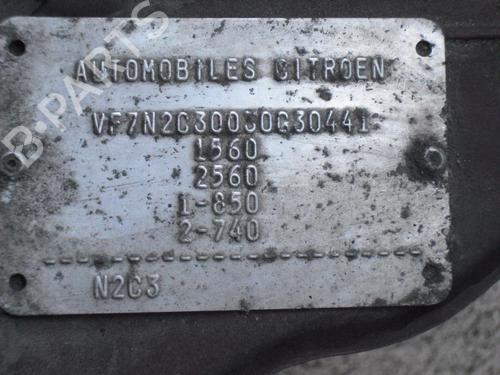 B-PARTS
AUTOMOBILES CITROEN
VF7N2C30030G30441
1560
2560
1-850
2-740
N2C3